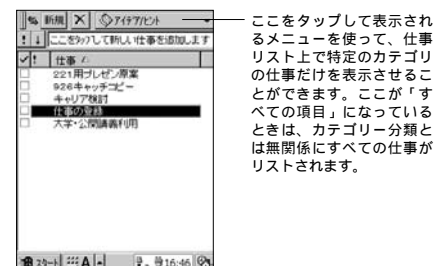 新規 アイデア/ヒント
! ↓ ここをタップして新しい仕事を追加します
! 仕事
221用プレゼン原案
926キャッチコピー
キャリア検討
仕事の登録
大学・公開講義利用
スタート A 16:46
ここをタップして表示され
るメニューを使って、仕事
リスト上で特定のカテゴリ
の仕事だけを表示させるこ
とができます。ここが「す
べての項目」になっている
ときは、カテゴリー分類と
は無関係にすべての仕事が
リストされます。